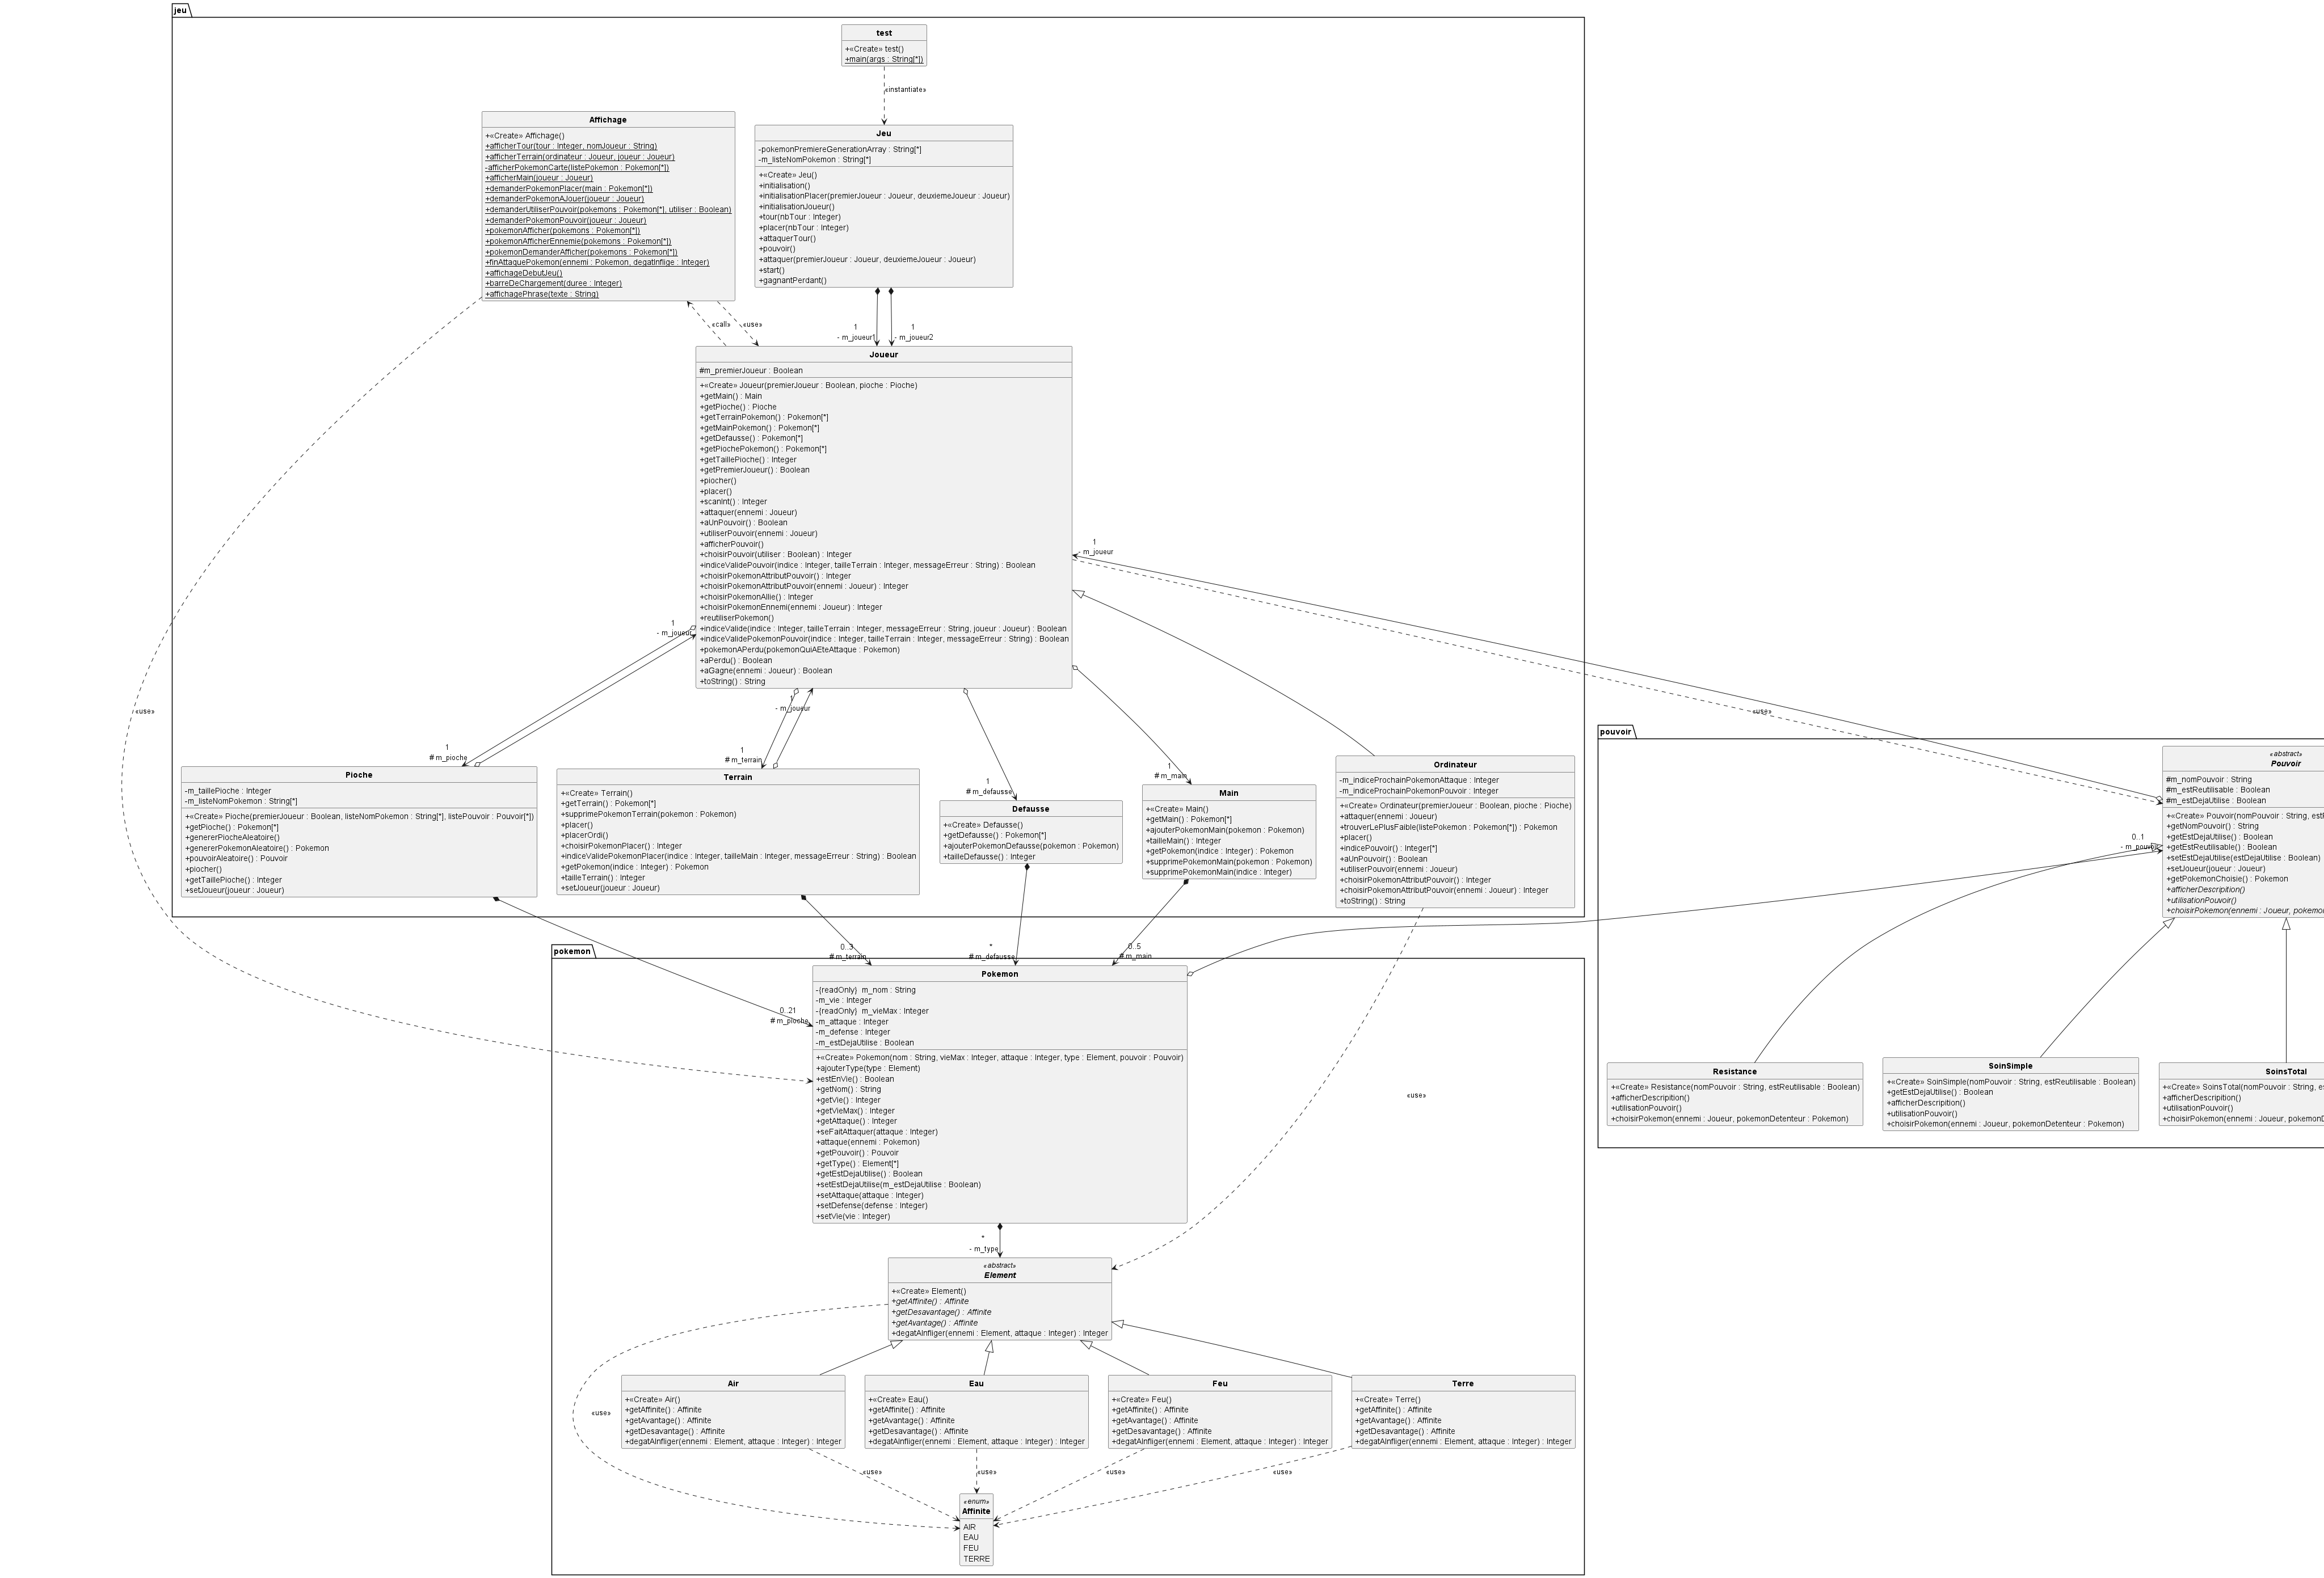 jeu
test
+«Create» test()
+main(args : String[*])
«instantiate»
Affichage
+«Create» Affichage()
+afficherTour(tour : Integer, nomJoueur : String)
+afficherTerrain(ordinateur : Joueur, joueur : Joueur)
-afficherPokemonCarte(listePokemon : Pokemon[*])
+afficherMain(joueur : Joueur)
+demanderPokemonPlacer(main : Pokemon[*])
+demanderPokemonAJouer(joueur : Joueur)
+demanderUtiliserPouvoir(pokemons : Pokemon[*], utiliser : Boolean)
+demanderPokemonPouvoir(joueur : Joueur)
+pokemonAfficher(pokemons : Pokemon[*])
+pokemonAfficherEnnemie(pokemons : Pokemon[*])
+pokemonDemanderAfficher(pokemons : Pokemon[*])
+finAttaquePokemon(ennemi : Pokemon, degatInflige : Integer)
+affichageDebutJeu()
+barreDeChargement(duree : Integer)
+affichagePhrase(texte : String)
Jeu
-pokemonPremiereGenerationArray : String[*]
-m_listeNomPokemon : String[*]
+«Create» Jeu()
+initialisation()
+initialisationPlacer(premierJoueur : Joueur, deuxiemeJoueur : Joueur)
+initialisationJoueur()
+tour(nbTour : Integer)
+placer(nbTour : Integer)
+attaquerTour()
+pouvoir()
+attaquer(premierJoueur : Joueur, deuxiemeJoueur : Joueur)
+start()
+gagnantPerdant()
«call»
«use»
1
- m_joueur1
1
- m_joueur2
Joueur
#m_premierJoueur : Boolean
+«Create» Joueur(premierJoueur : Boolean, pioche : Pioche)
+getMain() : Main
+getPioche() : Pioche
+getTerrainPokemon() : Pokemon[*]
+getMainPokemon() : Pokemon[*]
+getDefausse() : Pokemon[*]
+getPiochePokemon() : Pokemon[*]
+getTaillePioche() : Integer
+getPremierJoueur() : Boolean
+piocher()
+placer()
+scanInt() : Integer
+attaquer(ennemi : Joueur)
+aUnPouvoir() : Boolean
+utiliserPouvoir(ennemi : Joueur)
+afficherPouvoir()
+choisirPouvoir(utiliser : Boolean) : Integer
+indiceValidePouvoir(indice : Integer, tailleTerrain : Integer, messageErreur : String) : Boolean
+choisirPokemonAttributPouvoir() : Integer
+choisirPokemonAttributPouvoir(ennemi : Joueur) : Integer
+choisirPokemonAllie() : Integer
+choisirPokemonEnnemi(ennemi : Joueur) : Integer
+reutiliserPokemon()
+indiceValide(indice : Integer, tailleTerrain : Integer, messageErreur : String, joueur : Joueur) : Boolean
+indiceValidePokemonPouvoir(indice : Integer, tailleTerrain : Integer, messageErreur : String) : Boolean
+pokemonAPerdu(pokemonQuiAEteAttaque : Pokemon)
+aPerdu() : Boolean
+aGagne(ennemi : Joueur) : Boolean
+toString() : String
1
- m_joueur
1
- m_joueur
1
- m_joueur
«use»
«use»
1
# m_pioche
1
# m_terrain
1
# m_defausse
1
# m_main
Pioche
-m_taillePioche : Integer
-m_listeNomPokemon : String[*]
+«Create» Pioche(premierJoueur : Boolean, listeNomPokemon : String[*], listePouvoir : Pouvoir[*])
+getPioche() : Pokemon[*]
+genererPiocheAleatoire()
+genererPokemonAleatoire() : Pokemon
+pouvoirAleatoire() : Pouvoir
+piocher()
+getTaillePioche() : Integer
+setJoueur(joueur : Joueur)
Terrain
+«Create» Terrain()
+getTerrain() : Pokemon[*]
+supprimePokemonTerrain(pokemon : Pokemon)
+placer()
+placerOrdi()
+choisirPokemonPlacer() : Integer
+indiceValidePokemonPlacer(indice : Integer, tailleMain : Integer, messageErreur : String) : Boolean
+getPokemon(indice : Integer) : Pokemon
+tailleTerrain() : Integer
+setJoueur(joueur : Joueur)
Defausse
+«Create» Defausse()
+getDefausse() : Pokemon[*]
+ajouterPokemonDefausse(pokemon : Pokemon)
+tailleDefausse() : Integer
Main
+«Create» Main()
+getMain() : Pokemon[*]
+ajouterPokemonMain(pokemon : Pokemon)
+tailleMain() : Integer
+getPokemon(indice : Integer) : Pokemon
+supprimePokemonMain(pokemon : Pokemon)
+supprimePokemonMain(indice : Integer)
Ordinateur
-m_indiceProchainPokemonAttaque : Integer
-m_indiceProchainPokemonPouvoir : Integer
+«Create» Ordinateur(premierJoueur : Boolean, pioche : Pioche)
+attaquer(ennemi : Joueur)
+trouverLePlusFaible(listePokemon : Pokemon[*]) : Pokemon
+placer()
+indicePouvoir() : Integer[*]
+aUnPouvoir() : Boolean
+utiliserPouvoir(ennemi : Joueur)
+choisirPokemonAttributPouvoir() : Integer
+choisirPokemonAttributPouvoir(ennemi : Joueur) : Integer
+toString() : String
pouvoir
«abstract»
Pouvoir
#m_nomPouvoir : String
#m_estReutilisable : Boolean
#m_estDejaUtilise : Boolean
+«Create» Pouvoir(nomPouvoir : String, estR
+getNomPouvoir() : String
+getEstDejaUtilise() : Boolean
+getEstReutilisable() : Boolean
+setEstDejaUtilise(estDejaUtilise : Boolean)
+setJoueur(joueur : Joueur)
+getPokemonChoisie() : Pokemon
+afficherDescripition()
+utilisationPouvoir()
+choisirPokemon(ennemi : Joueur, pokemon
0..1
- m_pouvoir
Resistance
+«Create» Resistance(nomPouvoir : String, estReutilisable : Boolean)
+afficherDescripition()
+utilisationPouvoir()
+choisirPokemon(ennemi : Joueur, pokemonDetenteur : Pokemon)
SoinSimple
+«Create» SoinSimple(nomPouvoir : String, estReutilisable : Boolean)
+getEstDejaUtilise() : Boolean
+afficherDescripition()
+utilisationPouvoir()
+choisirPokemon(ennemi : Joueur, pokemonDetenteur : Pokemon)
SoinsTotal
+«Create» SoinsTotal(nomPouvoir : String, es
+afficherDescripition()
+utilisationPouvoir()
+choisirPokemon(ennemi : Joueur, pokemonD
pokemon
0..3
# m_terrain
*
# m_defausse
0..5
# m_main
0..21
# m_pioche
Pokemon
-{readOnly} m_nom : String
-m_vie : Integer
-{readOnly} m_vieMax : Integer
-m_attaque : Integer
-m_defense : Integer
-m_estDejaUtilise : Boolean
+«Create» Pokemon(nom : String, vieMax : Integer, attaque : Integer, type : Element, pouvoir : Pouvoir)
+ajouterType(type : Element)
+estEnVie() : Boolean
+getNom() : String
+getVie() : Integer
+getVieMax() : Integer
+getAttaque() : Integer
+seFaitAttaquer(attaque : Integer)
+attaque(ennemi : Pokemon)
+getPouvoir() : Pouvoir
+getType() : Element[*]
+getEstDejaUtilise() : Boolean
+setEstDejaUtilise(m_estDejaUtilise : Boolean)
+setAttaque(attaque : Integer)
+setDefense(defense : Integer)
+setVie(vie : Integer)
«use»
*
- m_type
«abstract»
Element
+«Create» Element()
+getAffinite() : Affinite
+getDesavantage() : Affinite
+getAvantage() : Affinite
+degatAInfliger(ennemi : Element, attaque : Integer) : Integer
Air
+«Create» Air()
+getAffinite() : Affinite
+getAvantage() : Affinite
+getDesavantage() : Affinite
+degatAInfliger(ennemi : Element, attaque : Integer) : Integer
Eau
+«Create» Eau()
+getAffinite() : Affinite
+getAvantage() : Affinite
+getDesavantage() : Affinite
+degatAInfliger(ennemi : Element, attaque : Integer) : Integer
Feu
+«Create» Feu()
+getAffinite() : Affinite
+getAvantage() : Affinite
+getDesavantage() : Affinite
+degatAInfliger(ennemi : Element, attaque : Integer) : Integer
Terre
+«Create» Terre()
+getAffinite() : Affinite
+getAvantage() : Affinite
+getDesavantage() : Affinite
+degatAInfliger(ennemi : Element, attaque : Integer) : Integer
«use»
«use»
«use»
«use»
«use»
«enum»
Affinite
AIR
EAU
FEU
TERRE